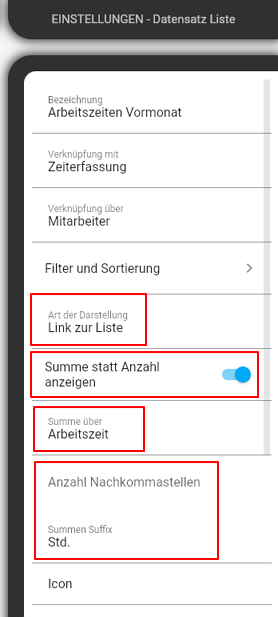 EINSTELLUNGEN - Datensatz Liste
Bezeichnung
Arbeitszeiten Vormonat
Verknüpfung mit
Zeiterfassung
Verknüpfung über
Mitarbeiter
Filter und Sortierung
Art der Darstellung
Link zur Liste
Summe statt Anzahl
anzeigen
Summe über
Arbeitszeit
Anzahl Nachkommastellen
Summen Suffix
Std.
Icon